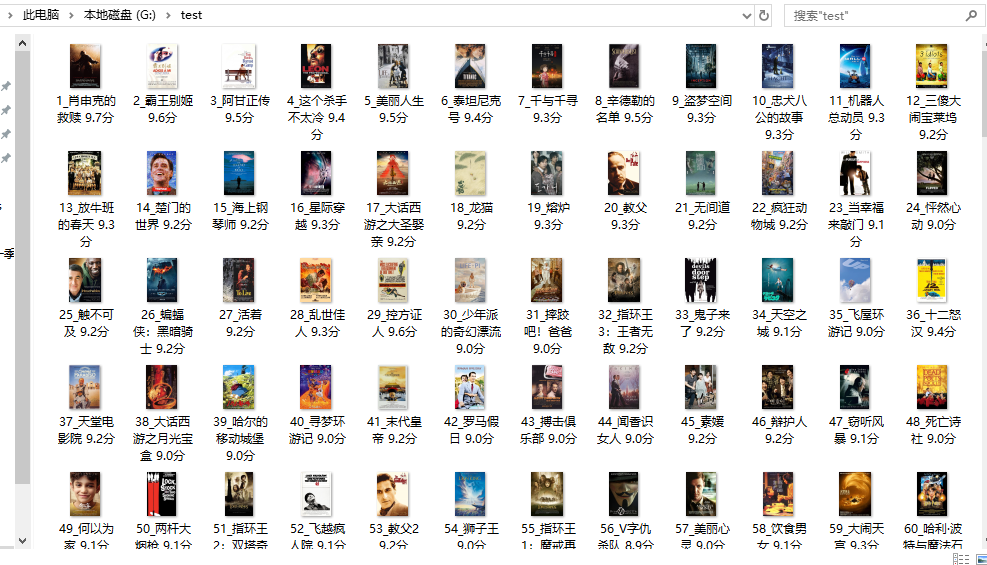 此电脑 › 本地磁盘 (G:) › test
搜索"test"
1_肖申克的 2_霸王别姬 3_阿甘正传 4_这个杀手 5_美丽人生 6_泰坦尼克 7_千与千寻 8_辛德勒的 9_盗梦空间 10_忠犬八 11_机器人 12_三傻大
救赎 9.7分 9.6分 9.5分 不太冷 9.4 9.5分 号 9.4分 9.3分 名单 9.5分 9.3分 公的故事 总动员 9.3 闹宝莱坞
分 9.3分 分 9.2分
13_放牛班 14_楚门的 15_海上钢 16_星际穿 17_大话西 18_龙猫 19_熔炉 20_教父 21_无间道 22_疯狂动 23_当幸福 24_怦然心
的春天 9.3 世界 9.2分 琴师 9.2分 越 9.3分 游之大圣娶 9.2分 9.3分 9.3分 9.2分 物城 9.2分 来敲门 9.1 动 9.0分
分 亲 9.2分 分
25_触不可 26_蝙蝠 27_活着 28_乱世佳 29_控方证 30_少年派 31_摔跤 32_指环王 33_鬼子来 34_天空之 35_飞屋环 36_十二怒
及 9.2分 侠：黑暗骑 9.2分 人 9.3分 人 9.6分 的奇幻漂流 吧！爸爸 3：王者无 了 9.2分 城 9.1分 游记 9.0分 汉 9.4分
士 9.2分 9.0分 9.0分 敌 9.2分
37_天堂电 38_大话西 39_哈尔的 40_寻梦环 41_末代皇 42_罗马假 43_搏击俱 44_闻香识 45_素媛 46_辩护人 47_窃听风 48_死亡诗
影院 9.2分 游之月光宝 移动城堡 游记 9.0分 帝 9.2分 日 9.0分 乐部 9.0分 女人 9.0分 9.2分 9.2分 暴 9.1分 社 9.0分
盒 9.0分 9.0分
49_何以为 50_两杆大 51_指环王 52_飞越疯 53_教父2 54_狮子王 55_指环王 56_V字仇 57_美丽心 58_饮食男 59_大闹天 60_哈利·波
家 9.1分 烟枪 9.1分 2：双塔奇 人院 9.1分 9.2分 9.0分 1：魔戒再 杀队 8.9分 灵 9.0分 女 9.1分 宫 9.3分 特与魔法石